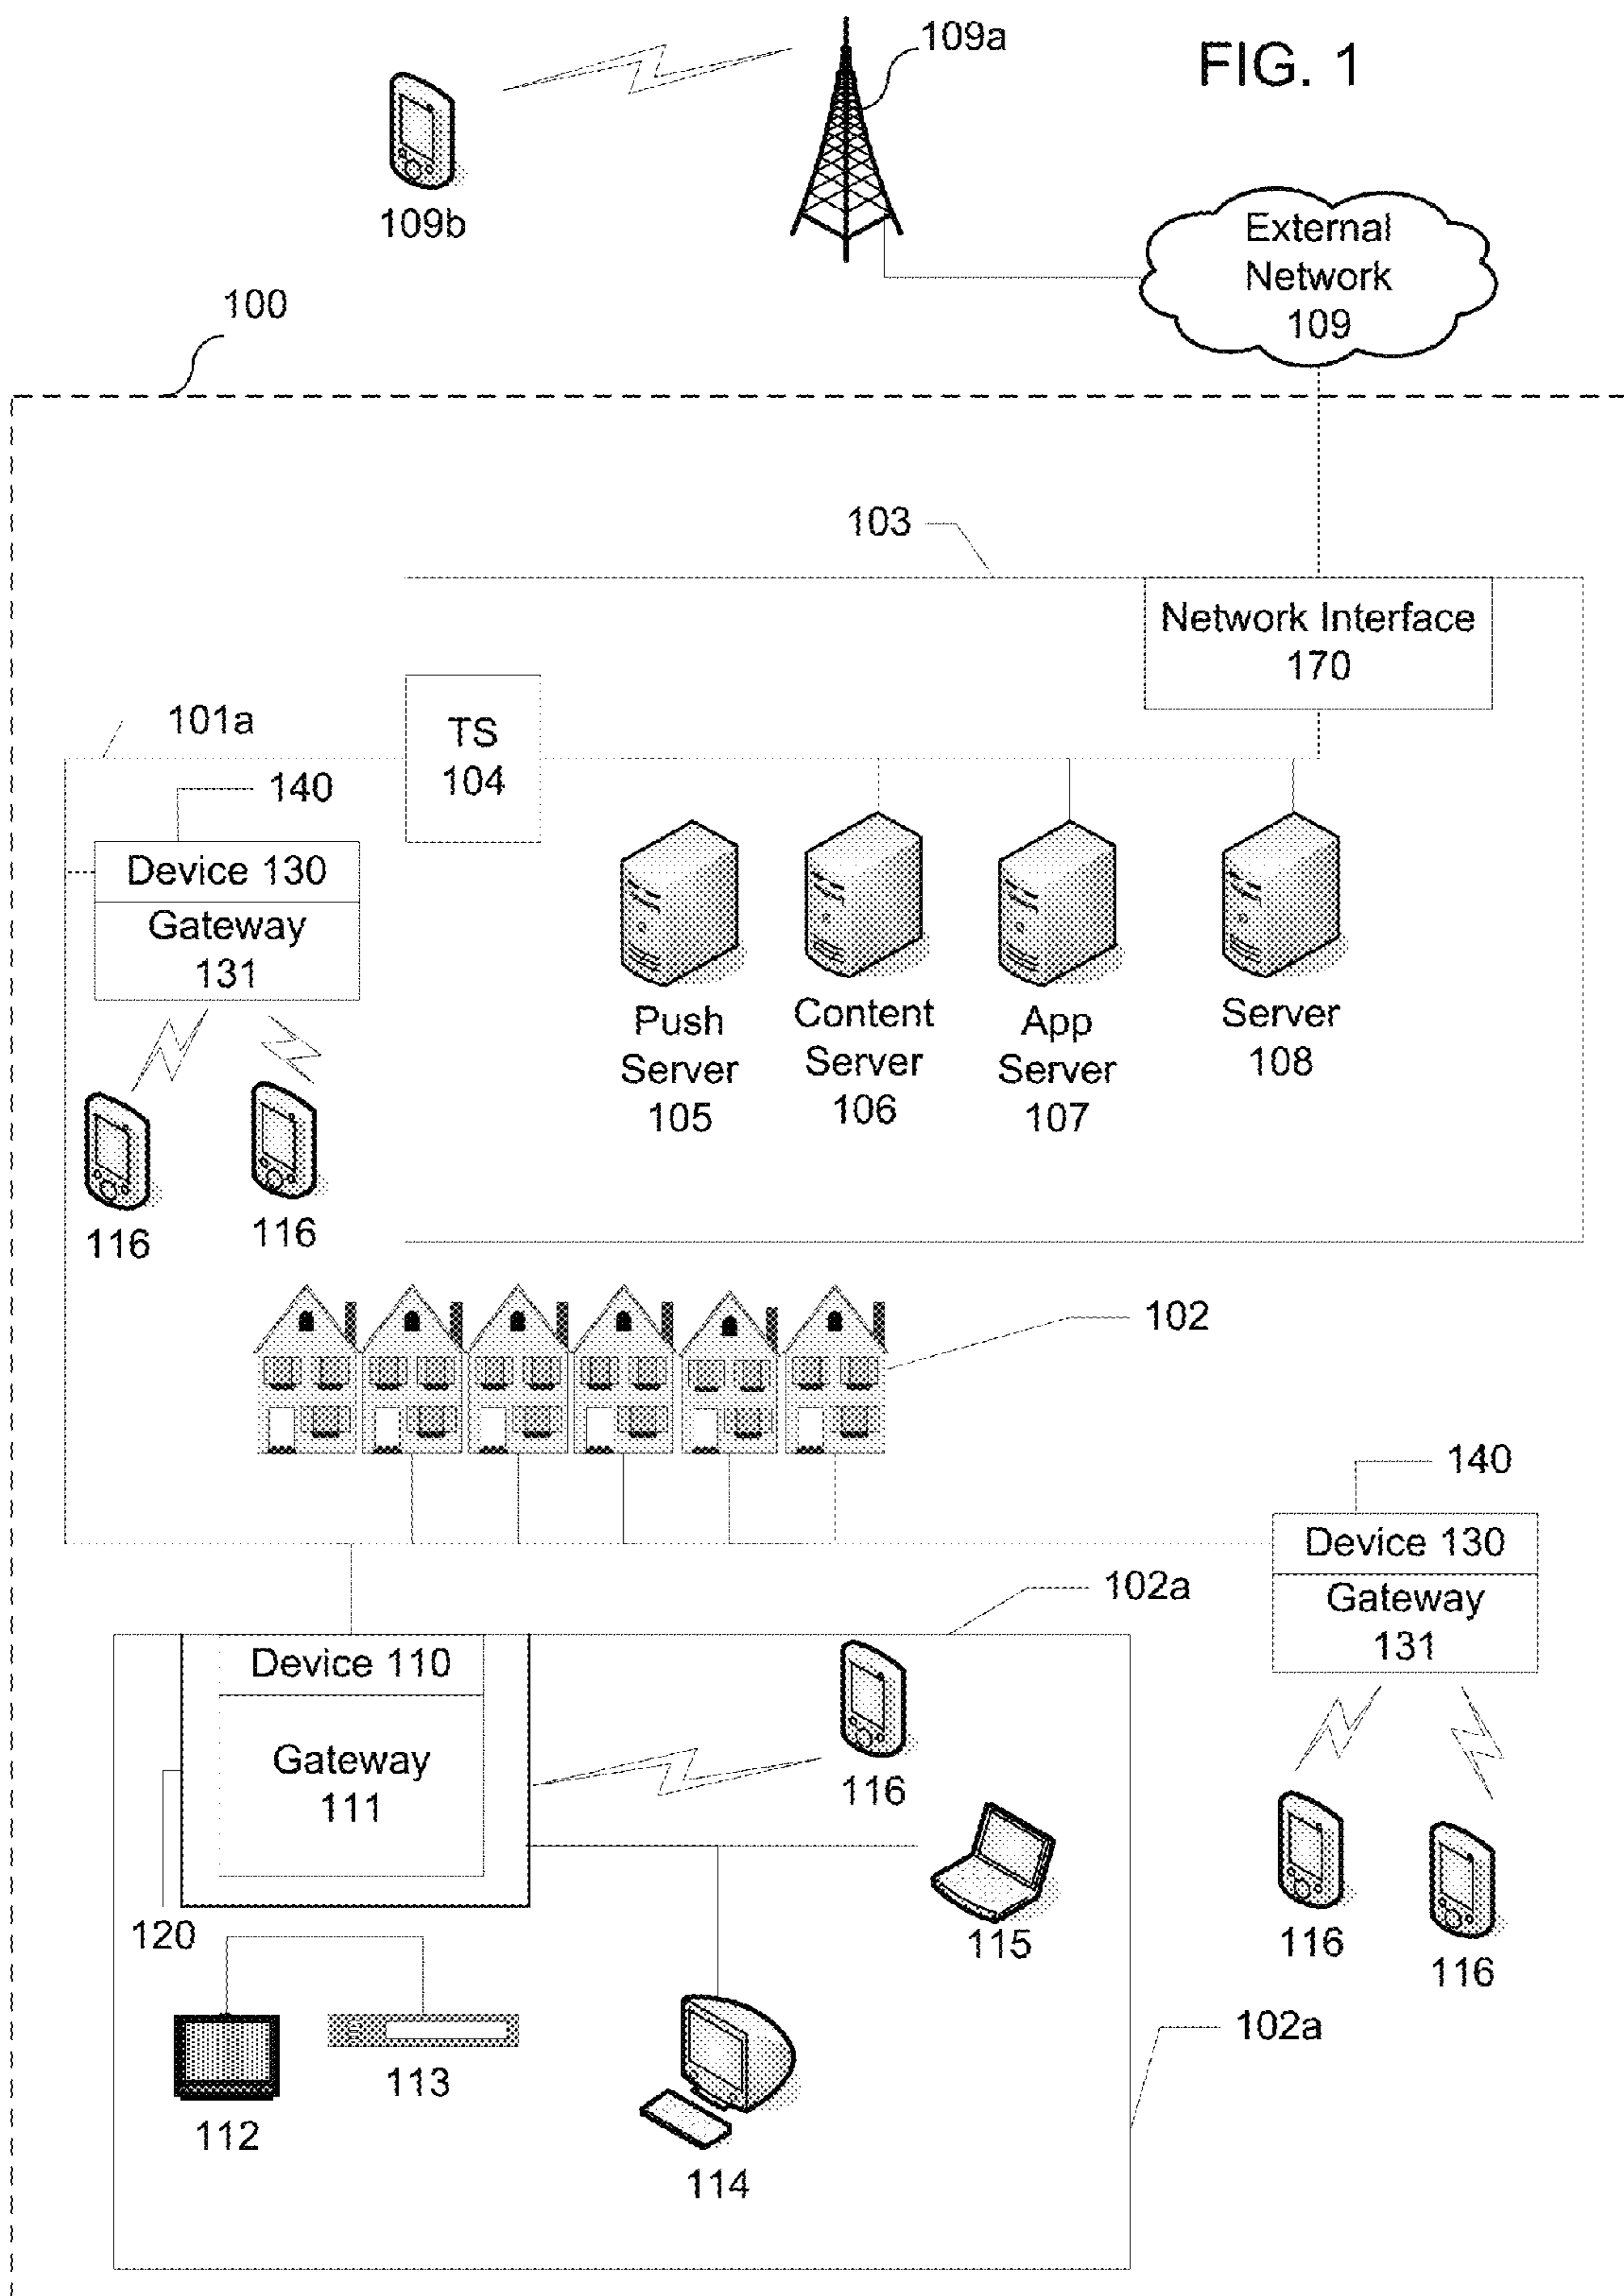 109a
FIG. 1
109b
External
Network
109
100
103
Network Interface
170
101a
TS
104
140
Device 130
Gateway
131
Push
Server
105
Content
Server
106
App
Server
107
Server
108
116
116
102
140
Device 130
Gateway
131
102a
Device 110
Gateway
111
116
120
115
116
116
102a
113
112
114